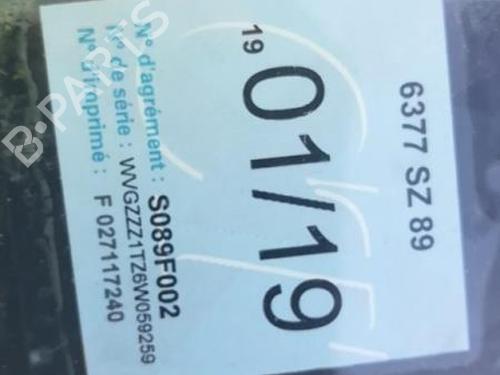 6377 SZ 89
19
01/19
N° d'agrément : S089F002
N° de série : WVGZZZ1TZ6W059259
N° d'imprimé : F 027117240
B-PARTS